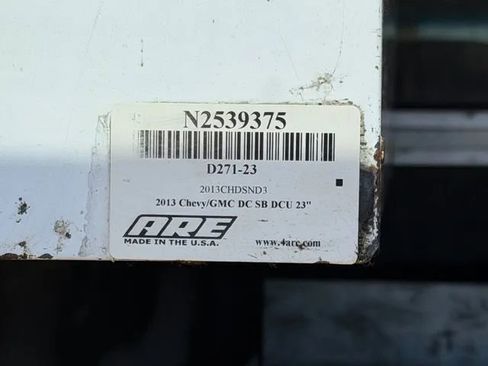 N2539375
D271-23
2013CHDSND3
2013 Chevy/GMC DC SB DCU 23"
ARE
MADE IN THE U.S.A.
www.4are.com